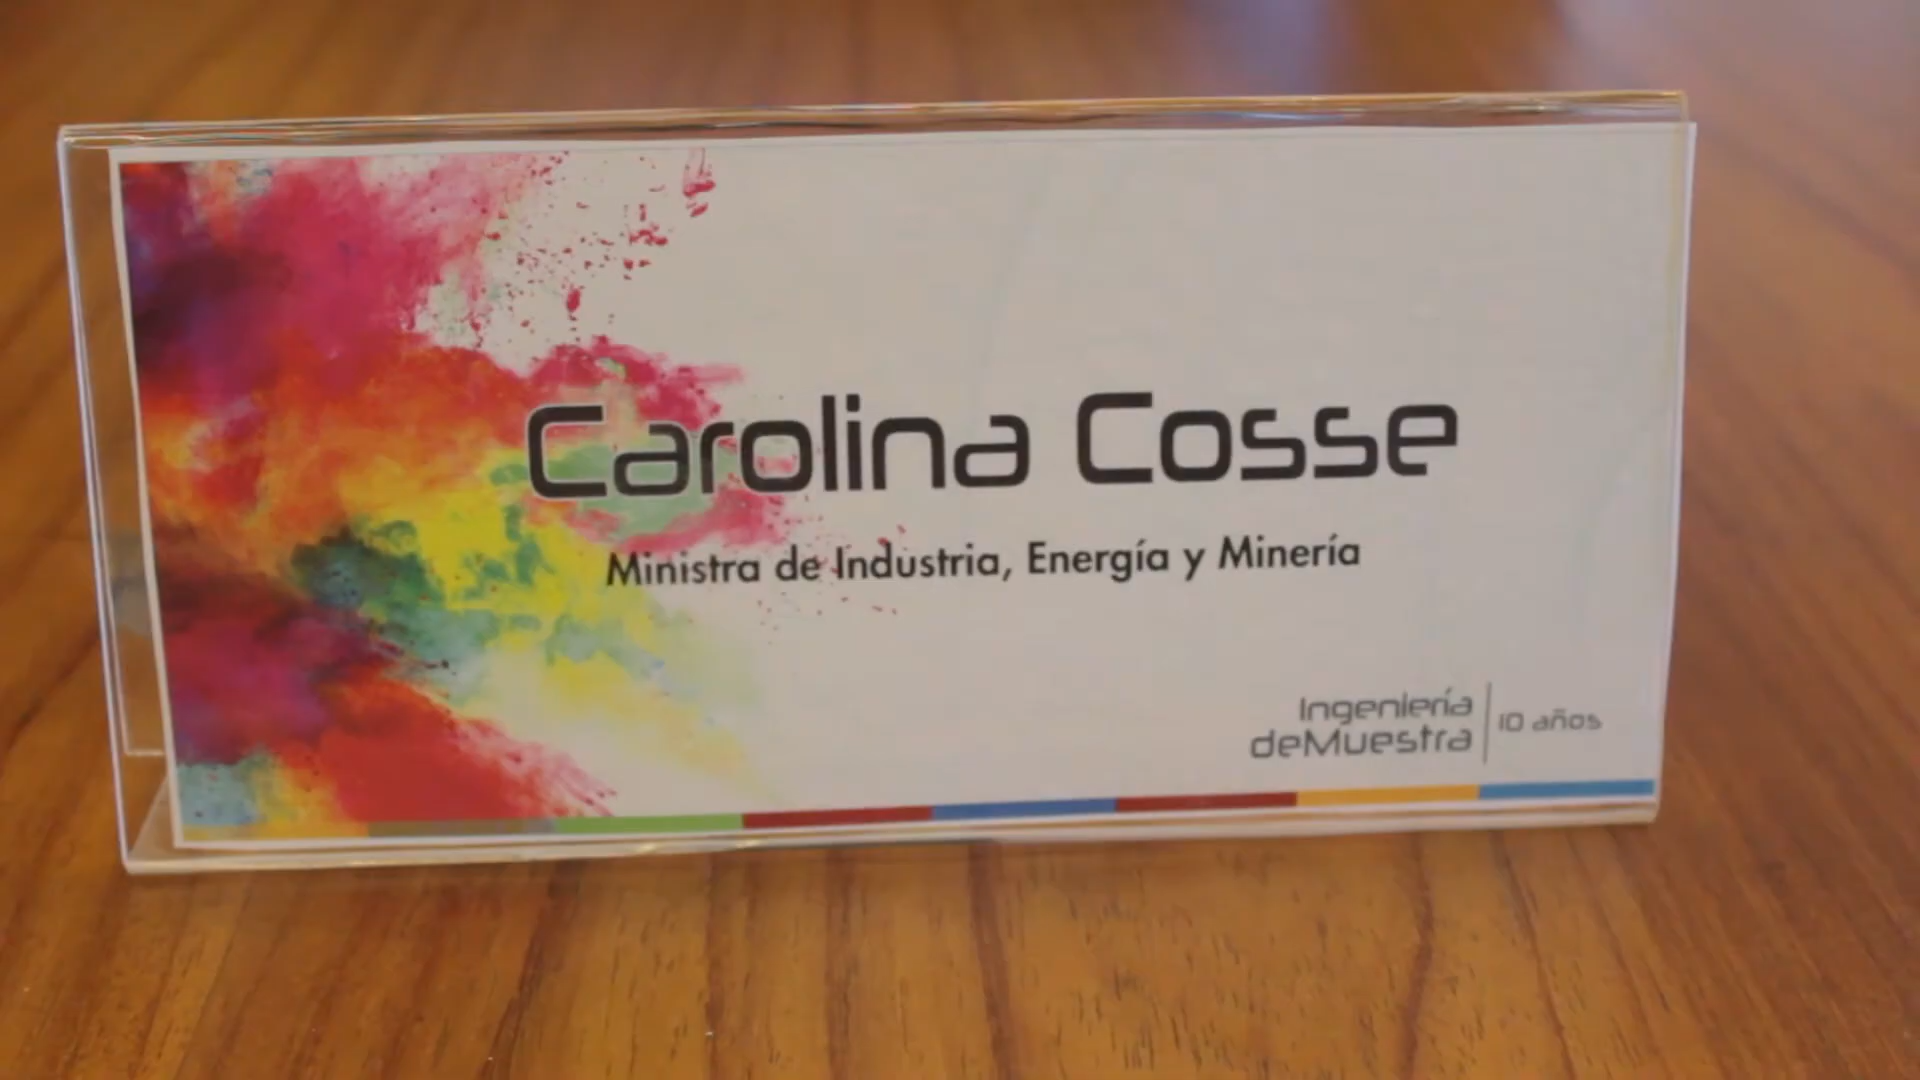 Carolina Cosse
Ministra de Industria, Energía y Minería
Ingeniería
deMuestra
10 años